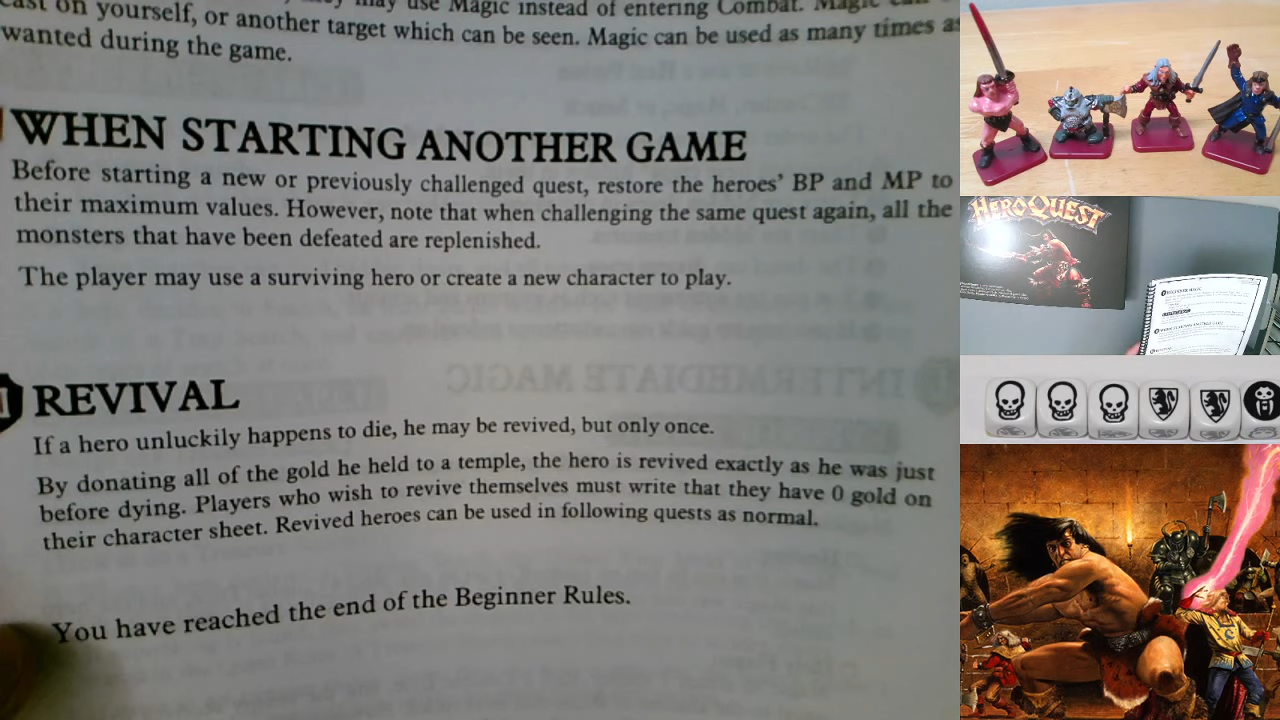 cast on yourself, or another target which can be seen. Magic can be used as many times as
wanted during the game.
WHEN STARTING ANOTHER GAME
Before starting a new or previously challenged quest, restore the heroes' BP and MP to
their maximum values. However, note that when challenging the same quest again, all the
monsters that have been defeated are replenished.
The player may use a surviving hero or create a new character to play.
REVIVAL
If a hero unluckily happens to die, he may be revived, but only once.
By donating all of the gold he held to a temple, the hero is revived exactly as he was just
before dying. Players who wish to revive themselves must write that they have 0 gold on
their character sheet. Revived heroes can be used in following quests as normal.
You have reached the end of the Beginner Rules.
HEROQUEST